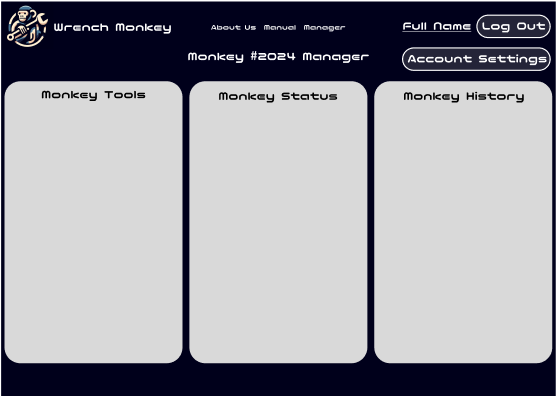 Wrench Monkey
About Us Manual Manager
Full Name Log Out
Monkey #2024 Manager
Account Settings
Monkey Tools
Monkey Status
Monkey History